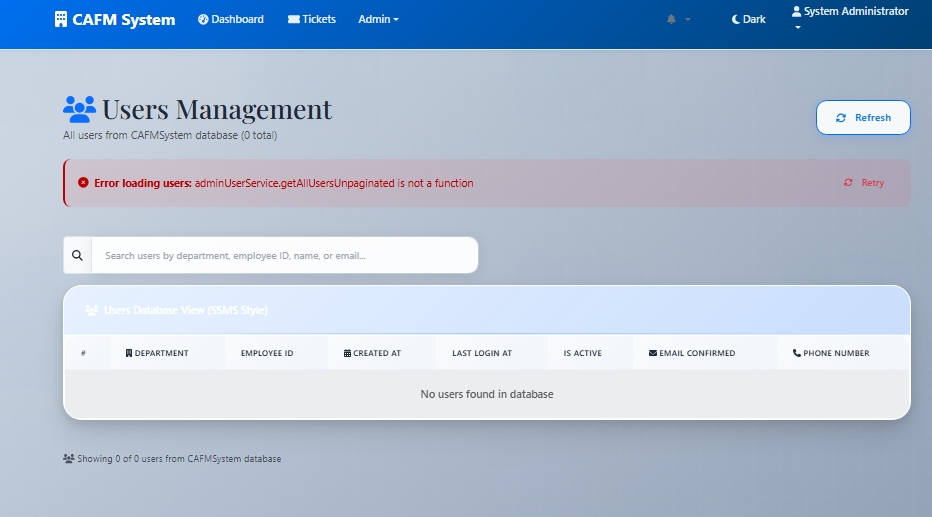 CAFM System Dashboard Tickets Admin Dark System Administrator
Users Management
All users from CAFMSystem database (0 total)
Refresh
Error loading users: adminUserService.getAllUsersUnpaginated is not a function Retry
Search users by department, employee ID, name, or email...
Users Database View (SSMS Style)
# DEPARTMENT EMPLOYEE ID CREATED AT LAST LOGIN AT IS ACTIVE EMAIL CONFIRMED PHONE NUMBER
No users found in database
Showing 0 of 0 users from CAFMSystem database